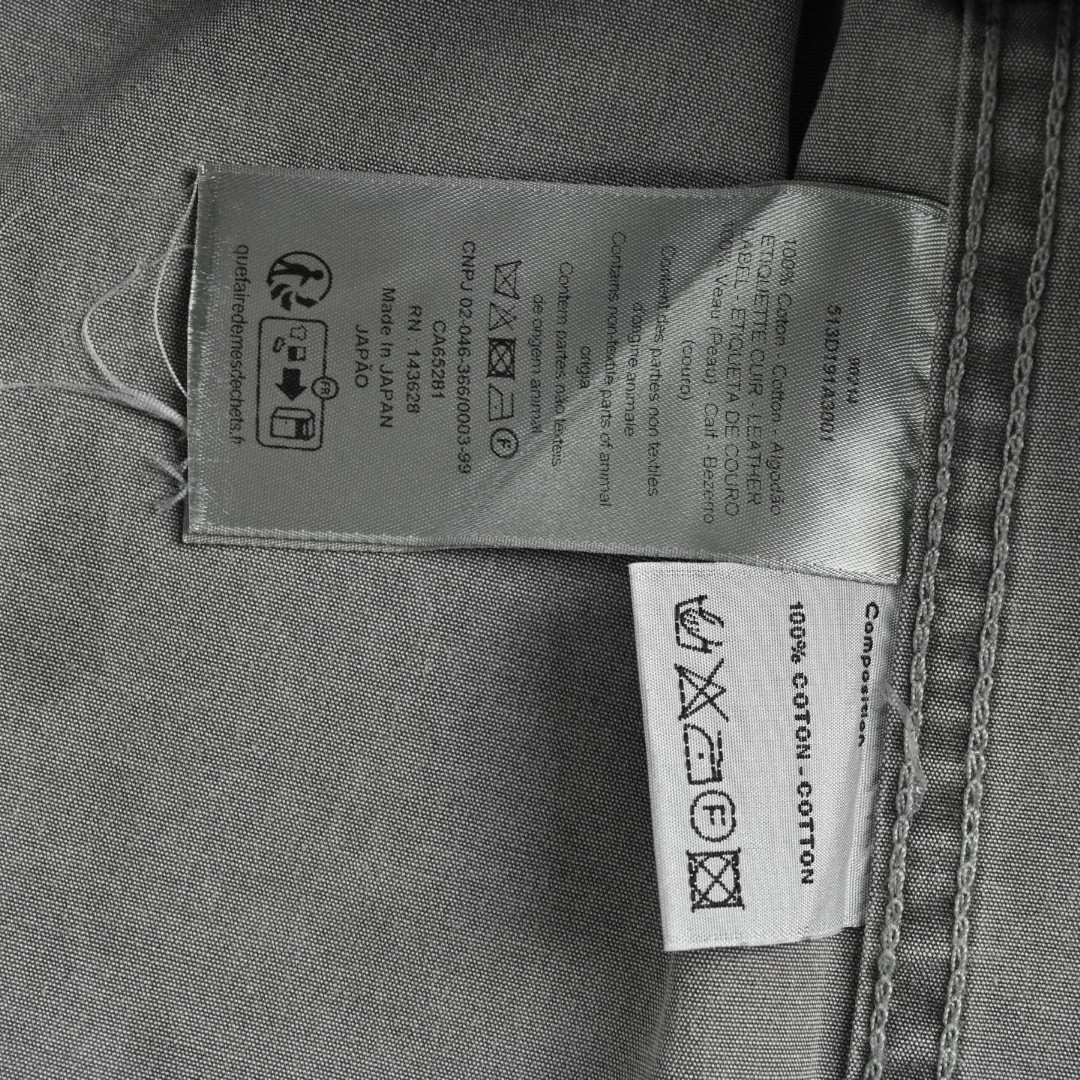 513D191A3001
100% Coton - Cotton - Algodão
ETIQUETTE CUIR - LEATHER
LABEL - ETIQUETA DE COURO
100% Veau (Peau) - Calf - Bezerro
(couro)
Contient des parties non textiles
d'origine animale
Contains non-textile parts of animal
origin
Contém partes não têxteis
de origem animal
F
CNPJ 02-046-366/0003-99
CA65281
RN : 143628
Made In JAPAN
JAPÃO
FR
quefairedemesdechets.fr
Composition
100% COTON - COTTON
F